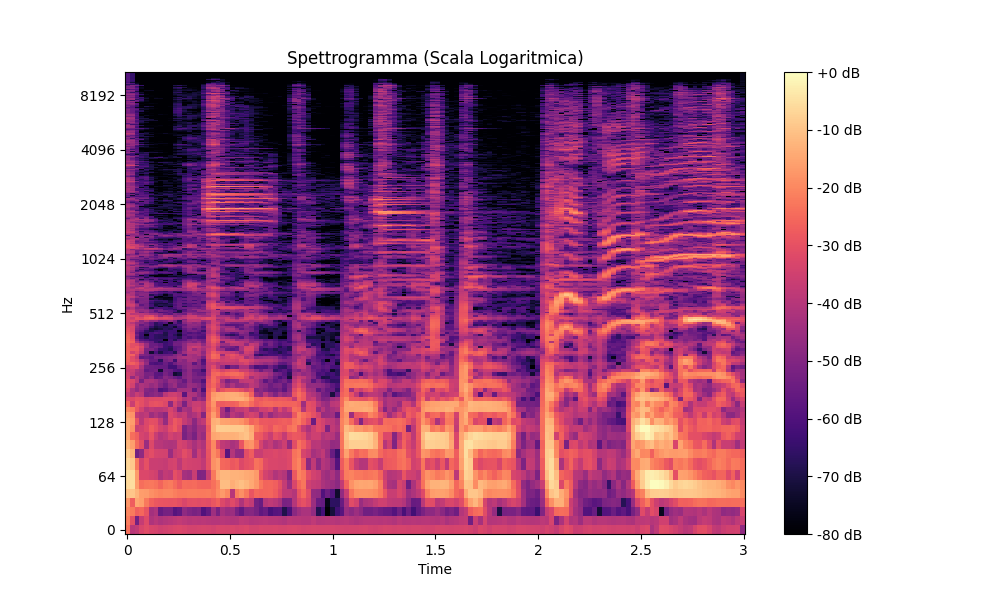 Spettrogramma (Scala Logaritmica)
Hz
8192
4096
2048
1024
512
256
128
64
0
0
0.5
1
1.5
2
2.5
3
Time
+0 dB
-10 dB
-20 dB
-30 dB
-40 dB
-50 dB
-60 dB
-70 dB
-80 dB